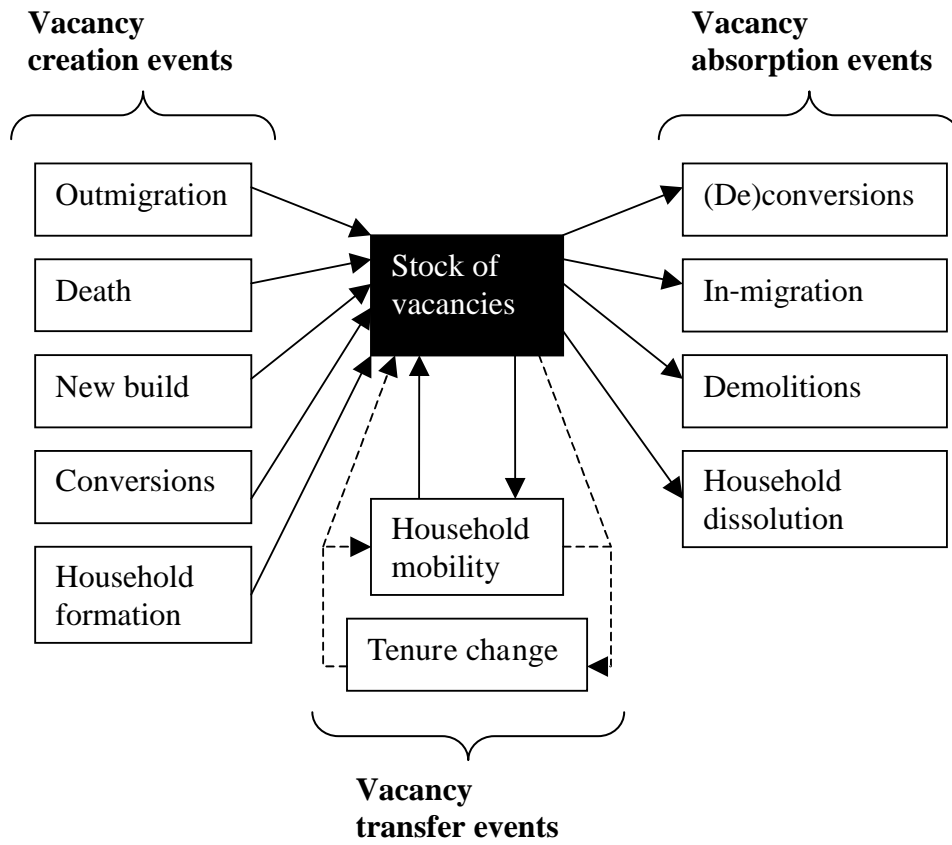 Vacancy
creation events
Vacancy
absorption events
Outmigration
Death
New build
Conversions
Household
formation
Stock of
vacancies
(De)conversions
In-migration
Demolitions
Household
dissolution
Household
mobility
Tenure change
Vacancy
transfer events